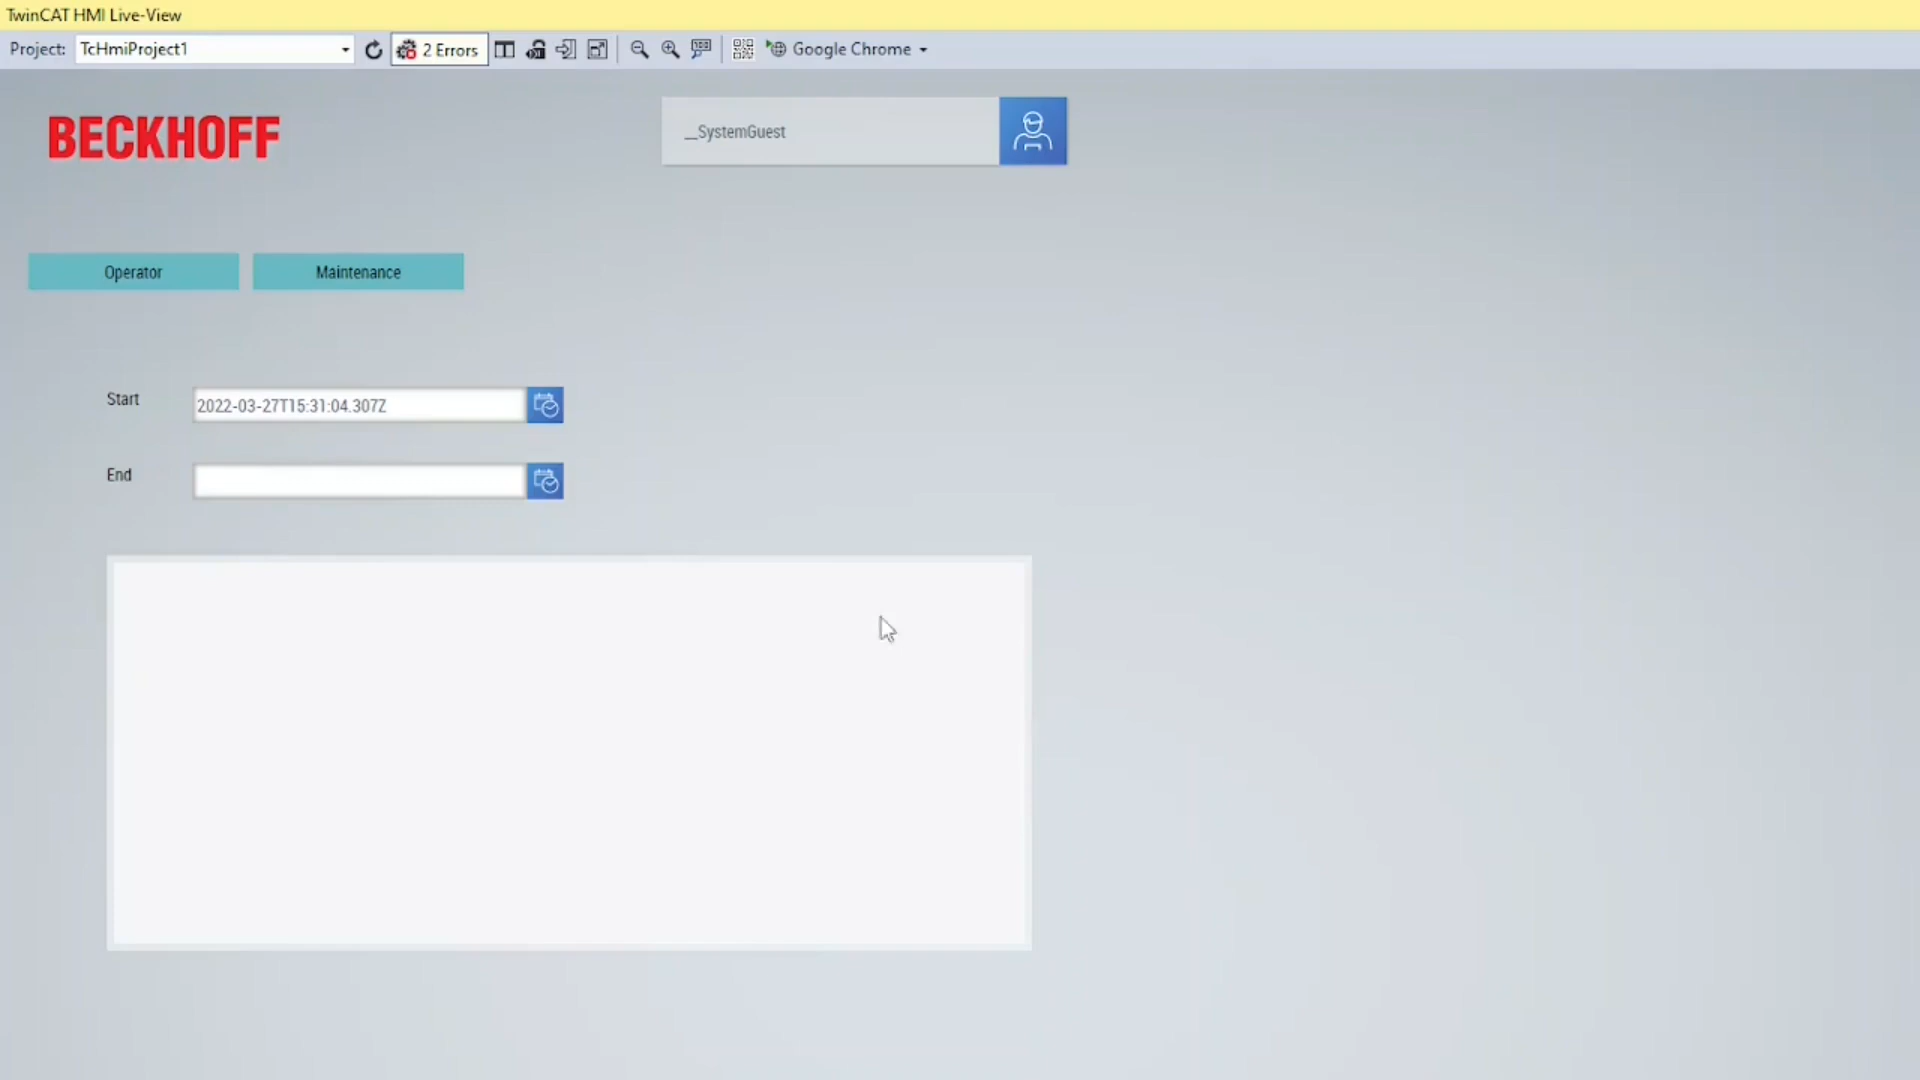 TwinCAT HMI Live-View
Project: TcHmiProject1 2 Errors Google Chrome
BECKHOFF
__SystemGuest
Operator Maintenance
Start 2022-03-27T15:31:04.307Z
End